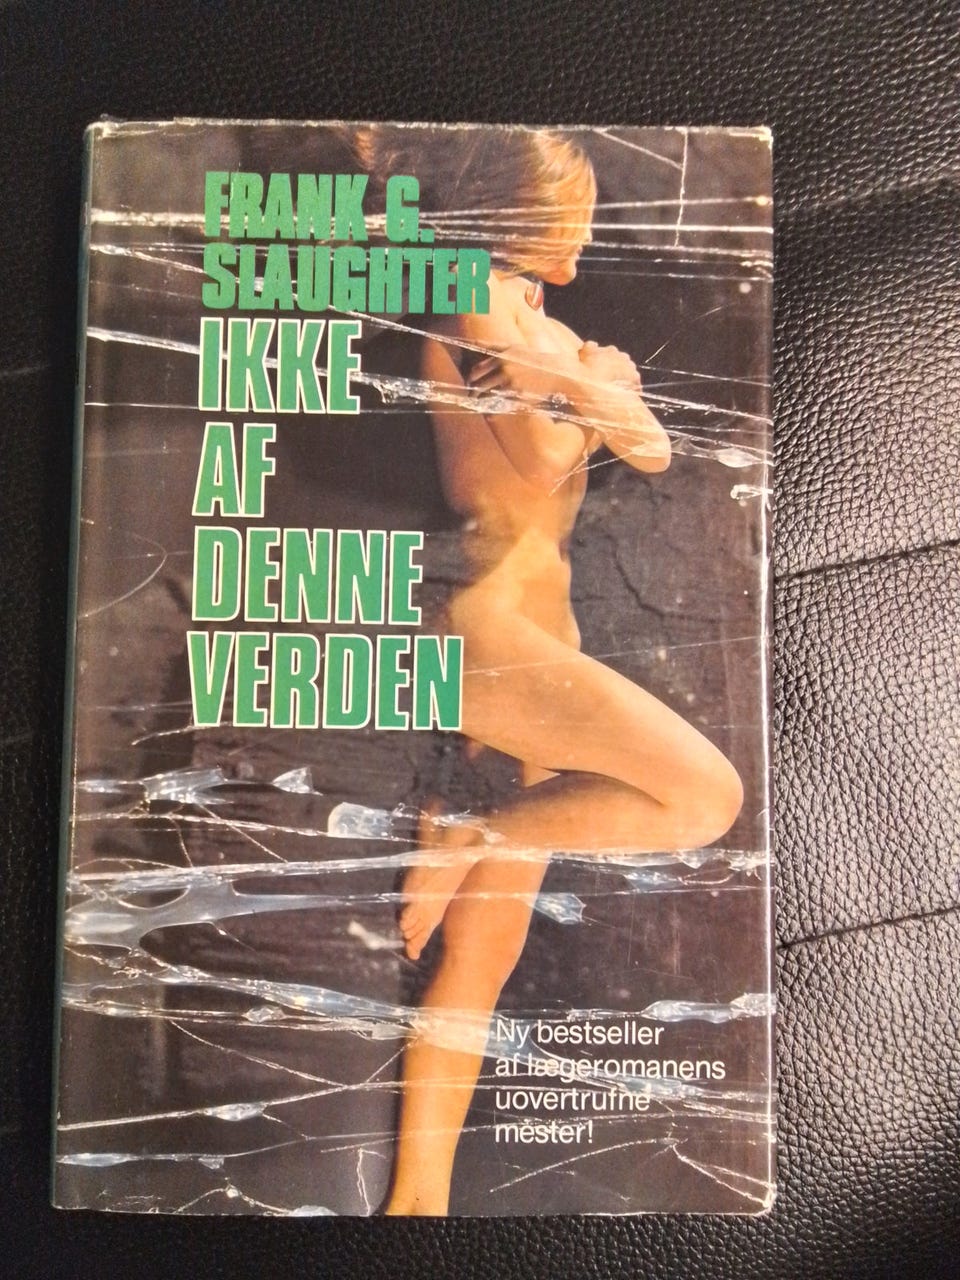 FRANK G.
SLAUGHTER
IKKE
AF
DENNE
VERDEN
Ny bestseller
af lægeromanens
uovertrufne
mester!